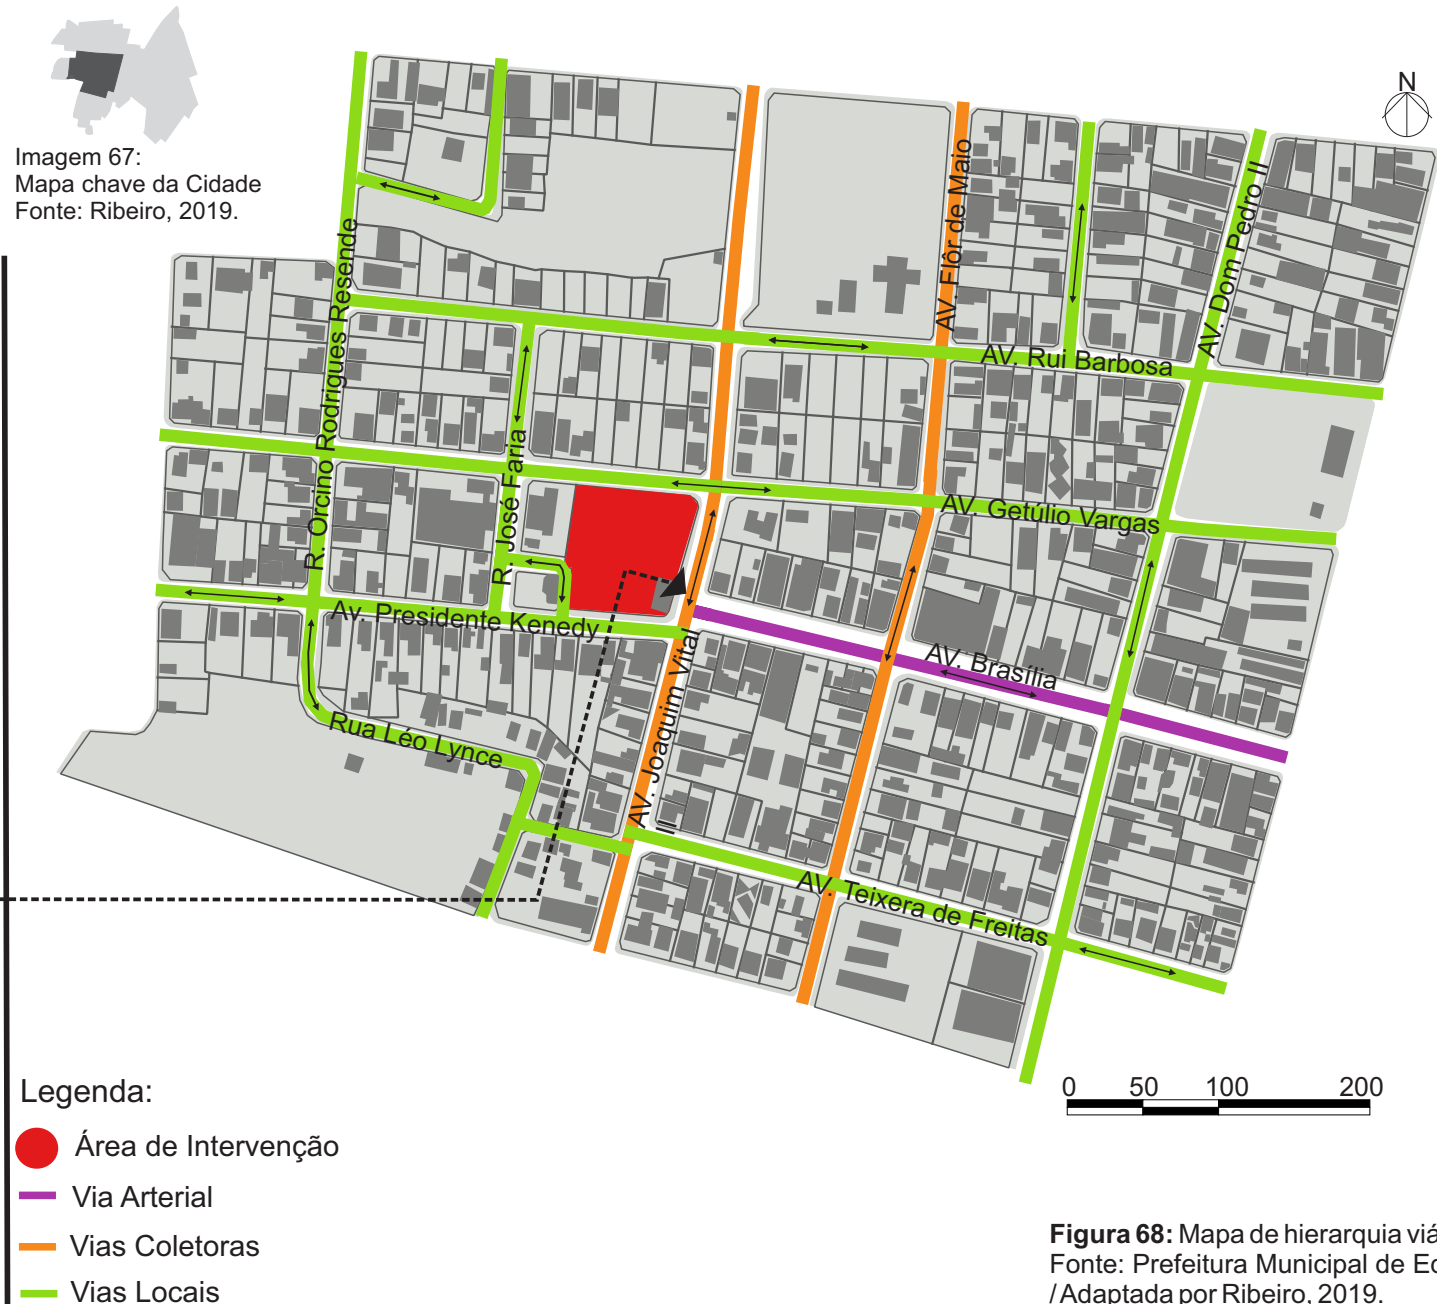 N
Imagem 67:
Mapa chave da Cidade
Fonte: Ribeiro, 2019.
R. Orcino Rodrigues Resende
AV. Flôr de Maio
AV. Dom Pedro II
AV. Rui Barbosa
R. José Faria
AV. Getúlio Vargas
Av. Presidente Kenedy
AV. Brasília
AV. Joaquim Vital
Rua Léo Lynce
AV. Teixera de Freitas
0 50 100 200
Legenda:
Área de Intervenção
Via Arterial
Vias Coletoras
Vias Locais
Figura 68: Mapa de hierarquia viá
Fonte: Prefeitura Municipal de Ed
/Adaptada por Ribeiro, 2019.